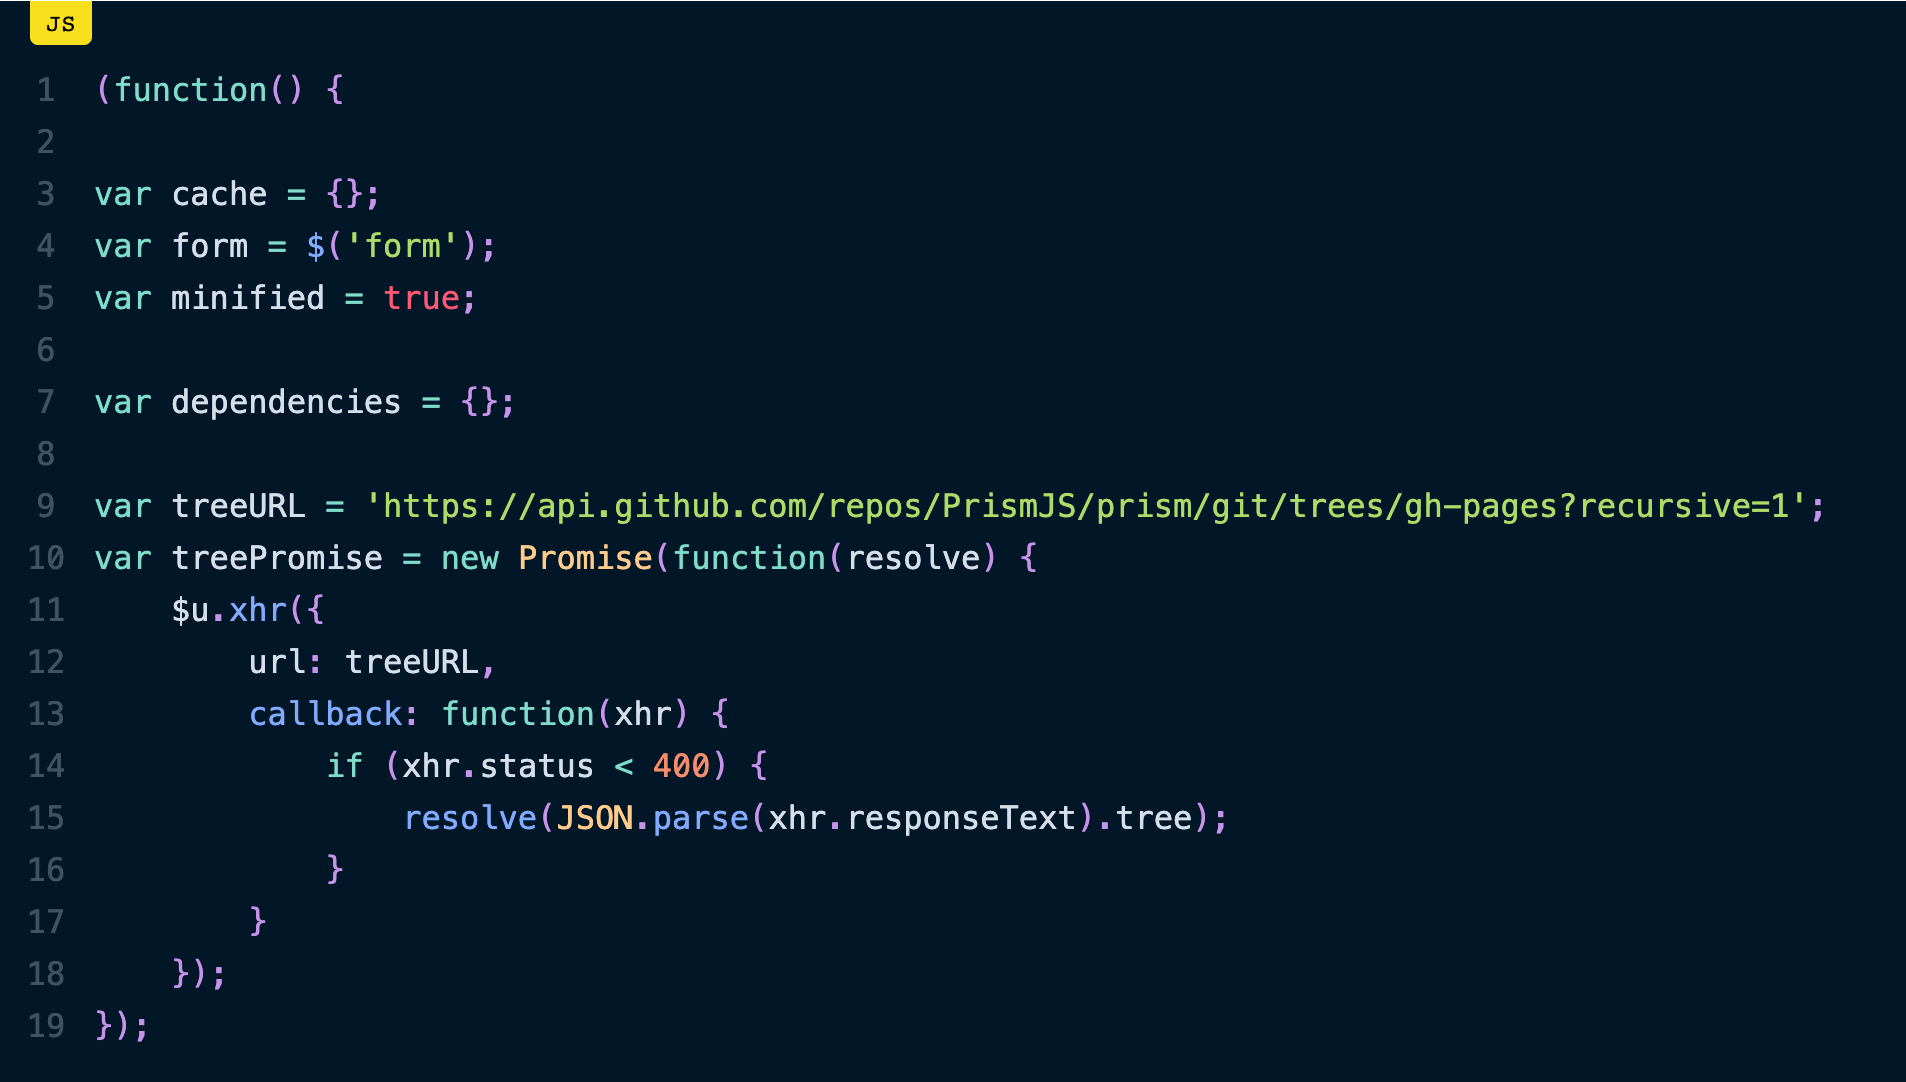 JS
1 (function() {
2
3 var cache = {};
4 var form = $('form');
5 var minified = true;
6
7 var dependencies = {};
8
9 var treeURL = 'https://api.github.com/repos/PrismJS/prism/git/trees/gh-pages?recursive=1';
10 var treePromise = new Promise(function(resolve) {
11     $u.xhr({
12         url: treeURL,
13         callback: function(xhr) {
14             if (xhr.status < 400) {
15                 resolve(JSON.parse(xhr.responseText).tree);
16             }
17         }
18     });
19 });